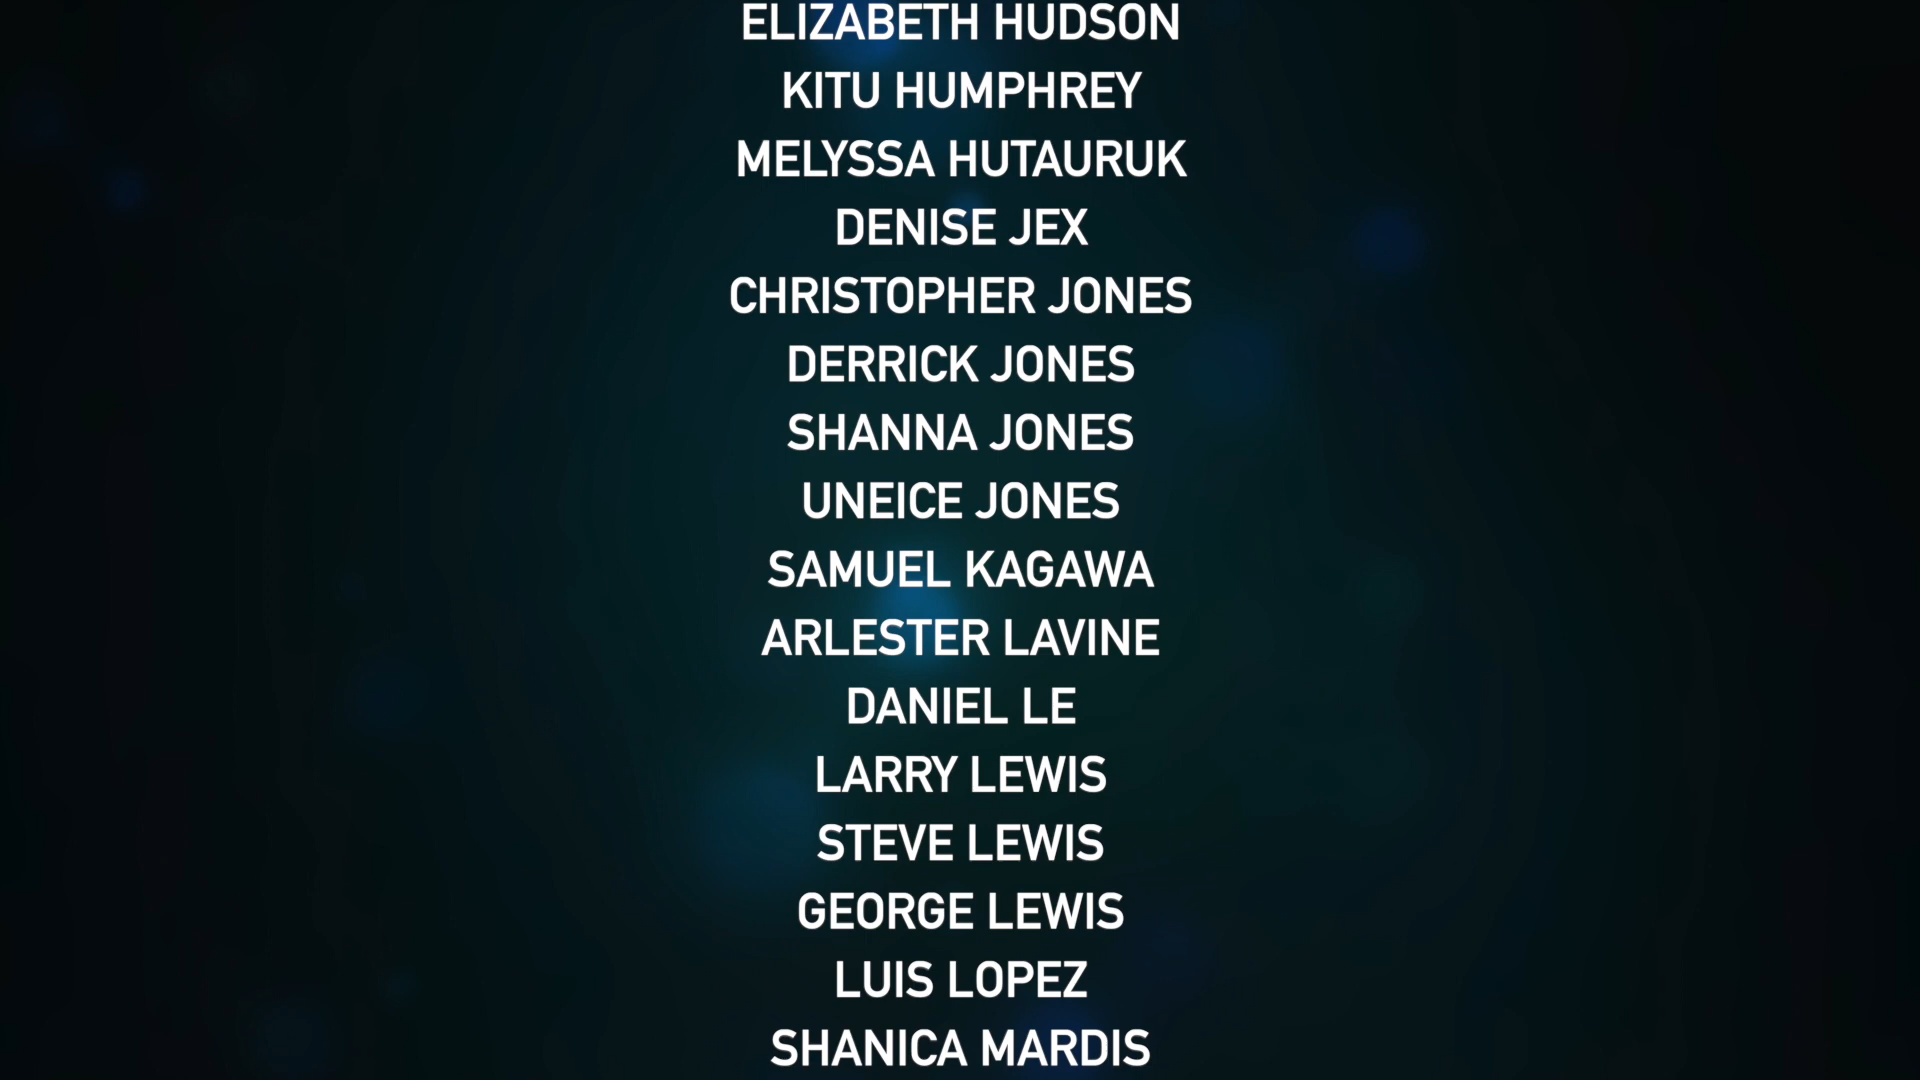 ELIZABETH HUDSON
KITU HUMPHREY
MELYSSA HUTAURUK
DENISE JEX
CHRISTOPHER JONES
DERRICK JONES
SHANNA JONES
UNEICE JONES
SAMUEL KAGAWA
ARLESTER LAVINE
DANIEL LE
LARRY LEWIS
STEVE LEWIS
GEORGE LEWIS
LUIS LOPEZ
SHANICA MARDIS